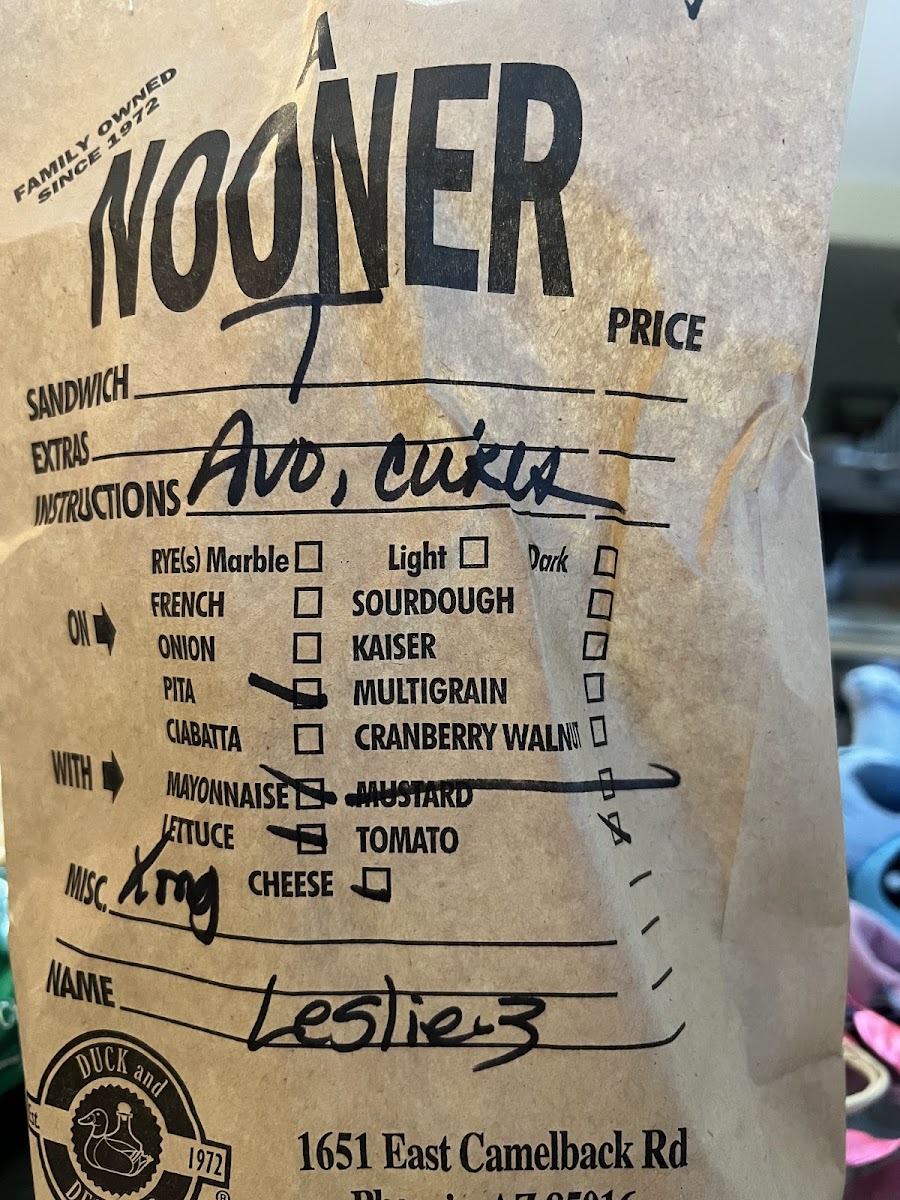 FAMILY OWNED
SINCE 1972
NOONER
PRICE
SANDWICH T
EXTRAS
INSTRUCTIONS Avo, cukes
RYE(s) Marble Light Dark
FRENCH SOURDOUGH
ON ONION KAISER
PITA MULTIGRAIN
CIABATTA CRANBERRY WALNUT
WITH MAYONNAISE MUSTARD
LETTUCE TOMATO
MISC. CHEESE
NAME Leslie
DUCK and
1972
®
1651 East Camelback Rd